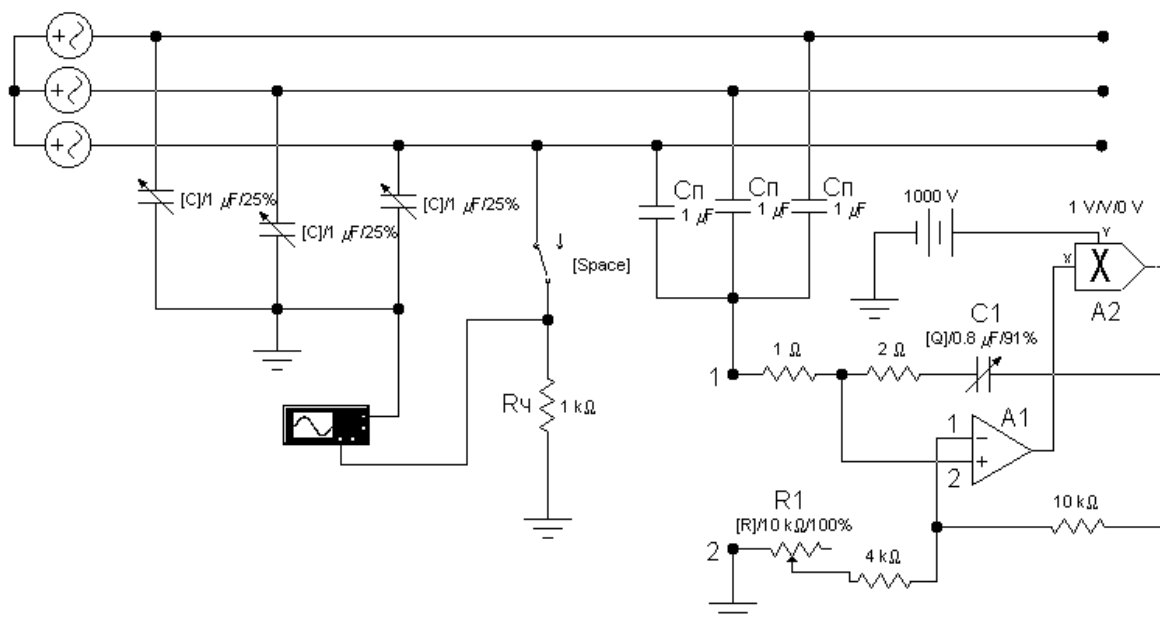 [C]/1 μF/25%
[C]/1 μF/25%
[C]/1 μF/25%
[Space]
Rч
1 kΩ
Cп
1 μF
Cп
1 μF
Cп
1 μF
1000 V
1 V/V/0 V
Y
X
X
A2
C1
[Q]/0.8 μF/91%
1
1 Ω
2 Ω
1
A1
2
R1
[R]/10 kΩ/100%
10 kΩ
2
4 kΩ